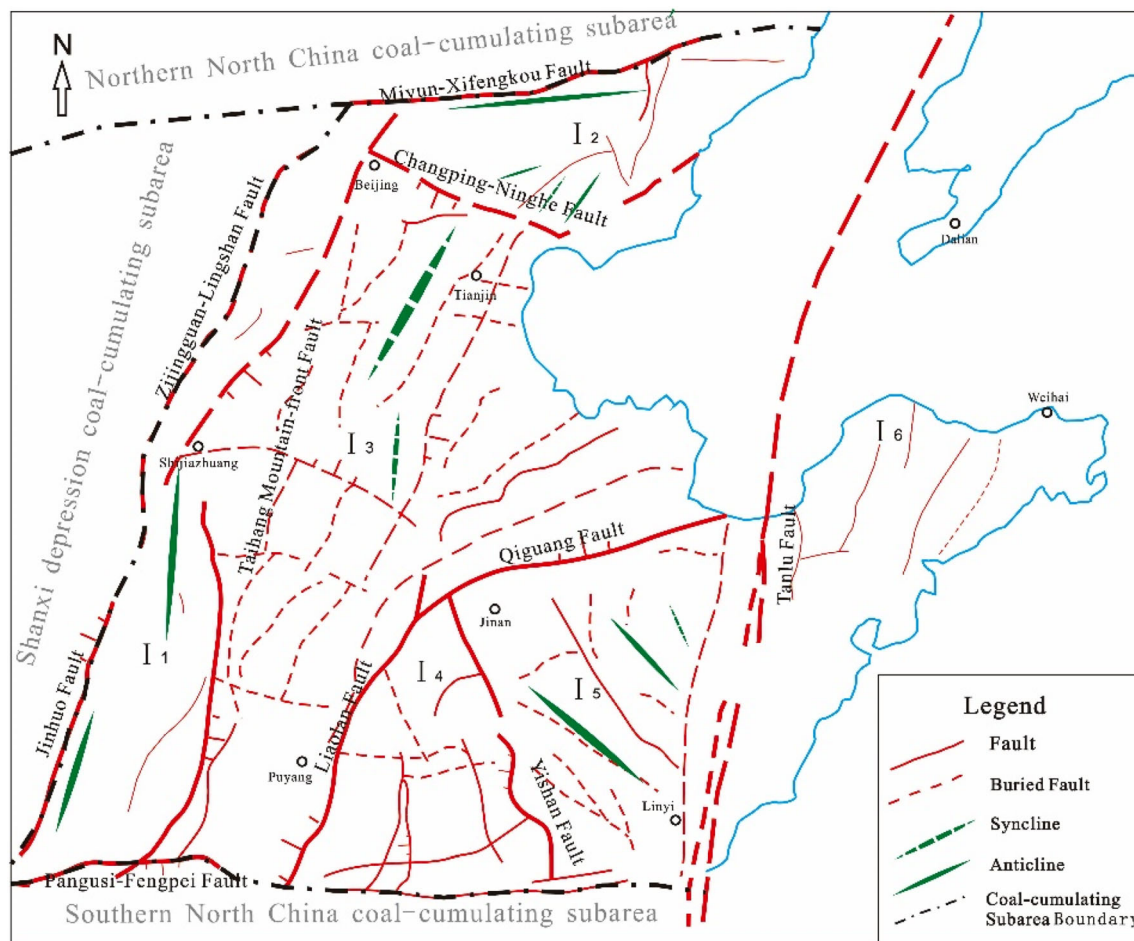 N
Northern North China coal-cumulating subarea
Miyun-Xifengkou Fault
I 2
Beijing
Changping-Ninghe Fault
Dalian
Tianjin
Zijingguan-Lingshan Fault
Shanxi depression coal-cumulating subarea
Taihang Mountain-front Fault
Weihai
I 6
I 3
Shijiazhuang
Qiguang Fault
Tanlu Fault
Jinan
I 1
I 4
I 5
Jinhuo Fault
Liaolan Fault
Puyang
Yishan Fault
Linyi
Pangusi-Fengpei Fault
Southern North China coal-cumulating subarea
Legend
Fault
Buried Fault
Syncline
Anticline
Coal-cumulating
Subarea Boundary